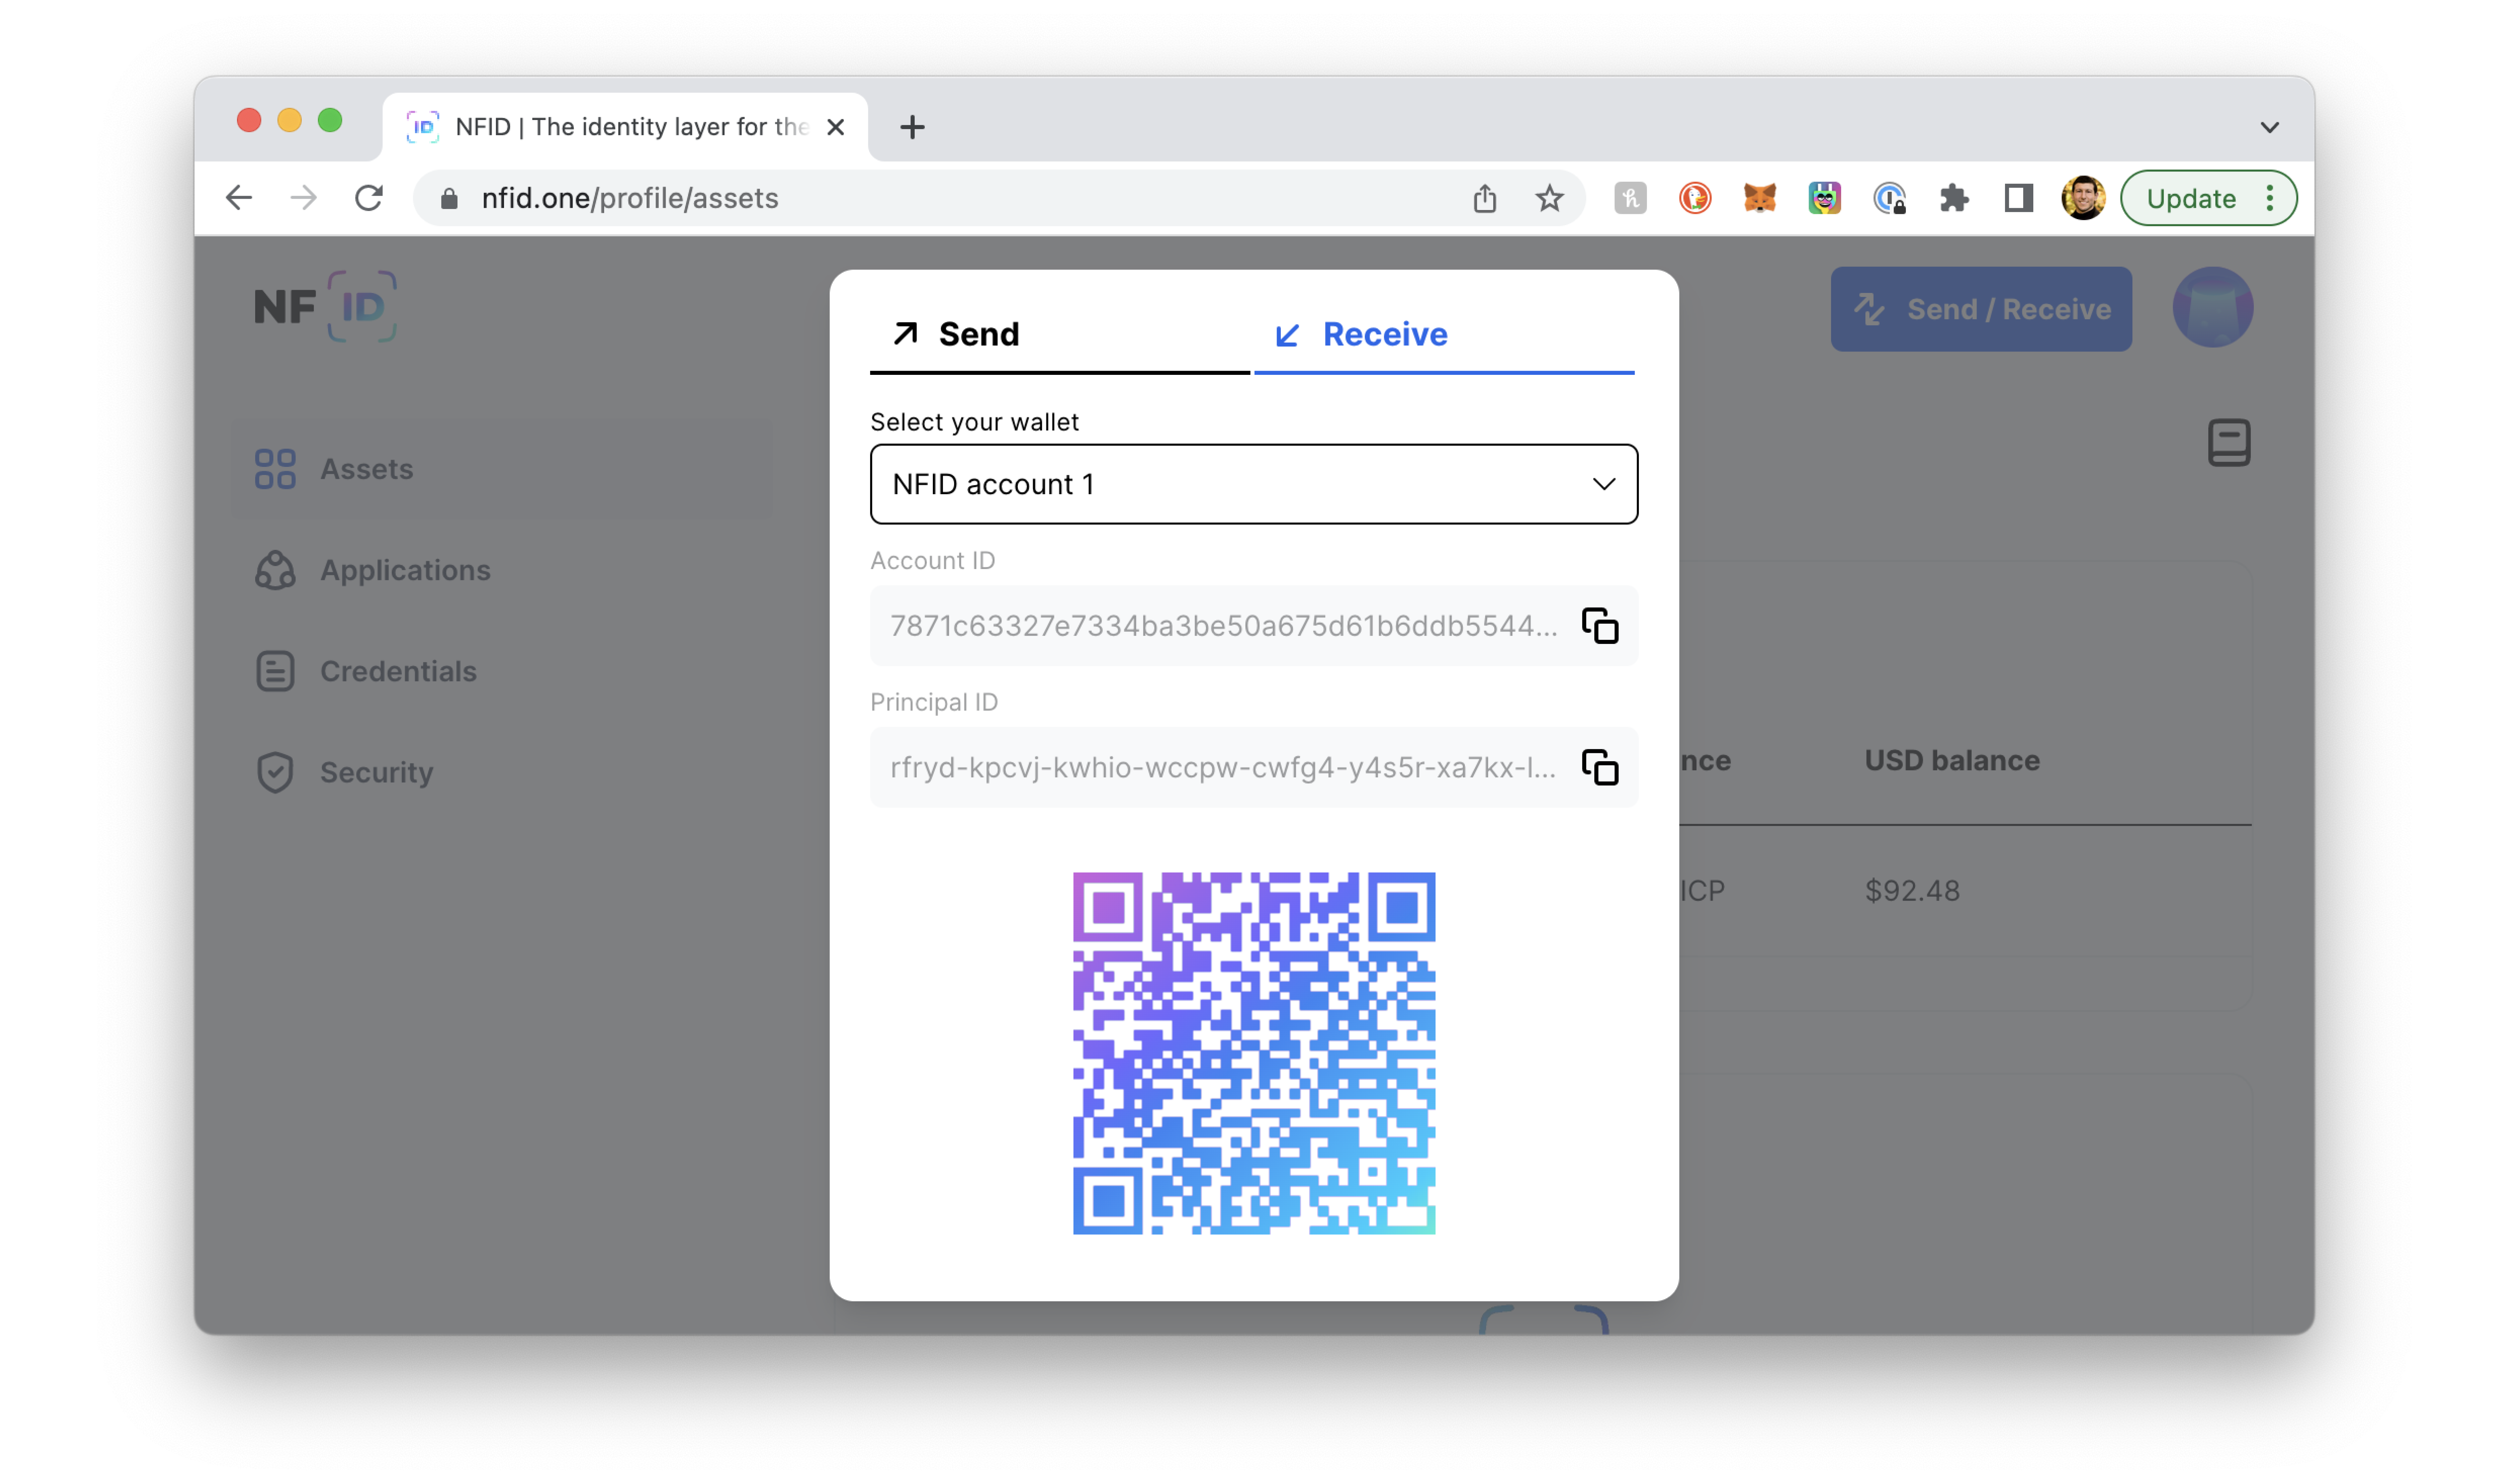 NFID | The identity layer for the
nfid.one/profile/assets
Update
NFID
Send / Receive
Assets
Applications
Credentials
Security
Send
Receive
Select your wallet
NFID account 1
Account ID
7871c63327e7334ba3be50a675d61b6ddb5544...
Principal ID
rfryd-kpcvj-kwhio-wccpw-cwfg4-y4s5r-xa7kx-l...
nce
USD balance
ICP
$92.48